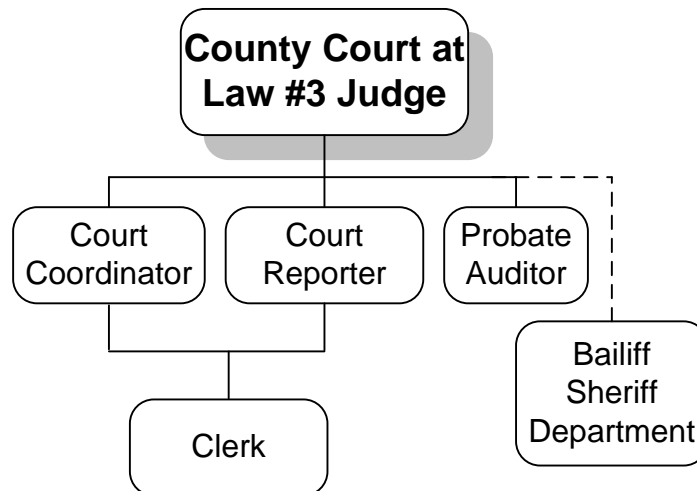 County Court at
Law #3 Judge
Court
Coordinator
Court
Reporter
Probate
Auditor
Bailiff
Sheriff
Department
Clerk